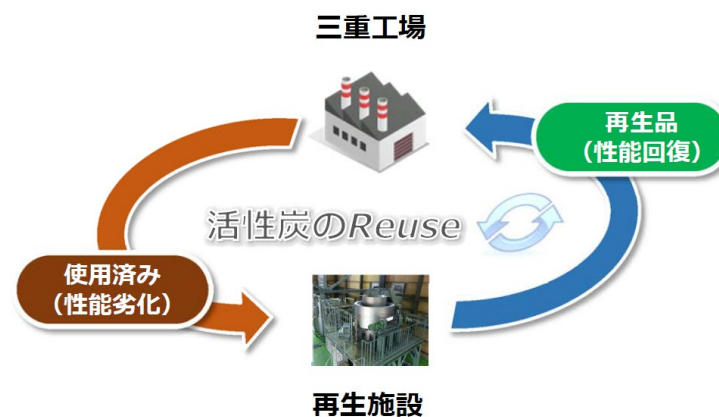 三重工場
再生品
（性能回復）
活性炭のReuse
使用済み
（性能劣化）
再生施設